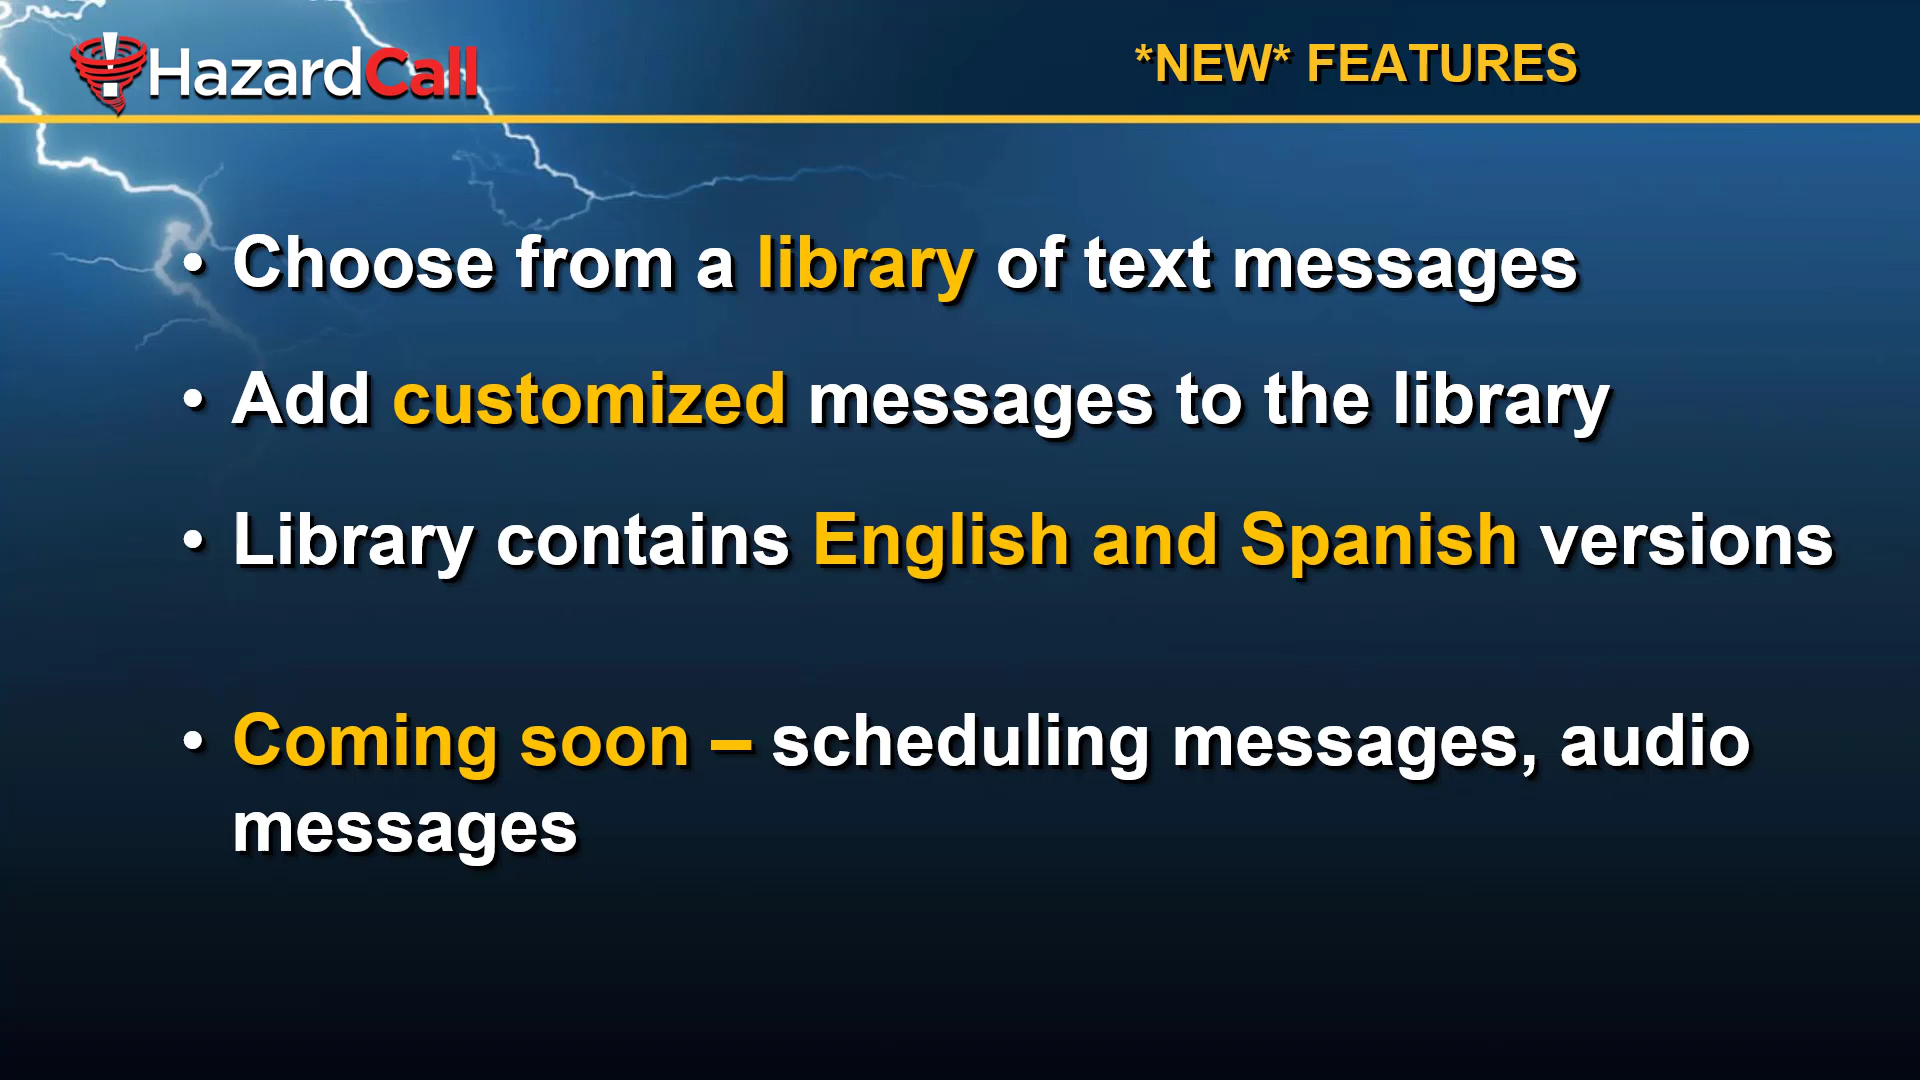 HazardCall
*NEW* FEATURES
• Choose from a library of text messages
• Add customized messages to the library
• Library contains English and Spanish versions
• Coming soon – scheduling messages, audio
messages